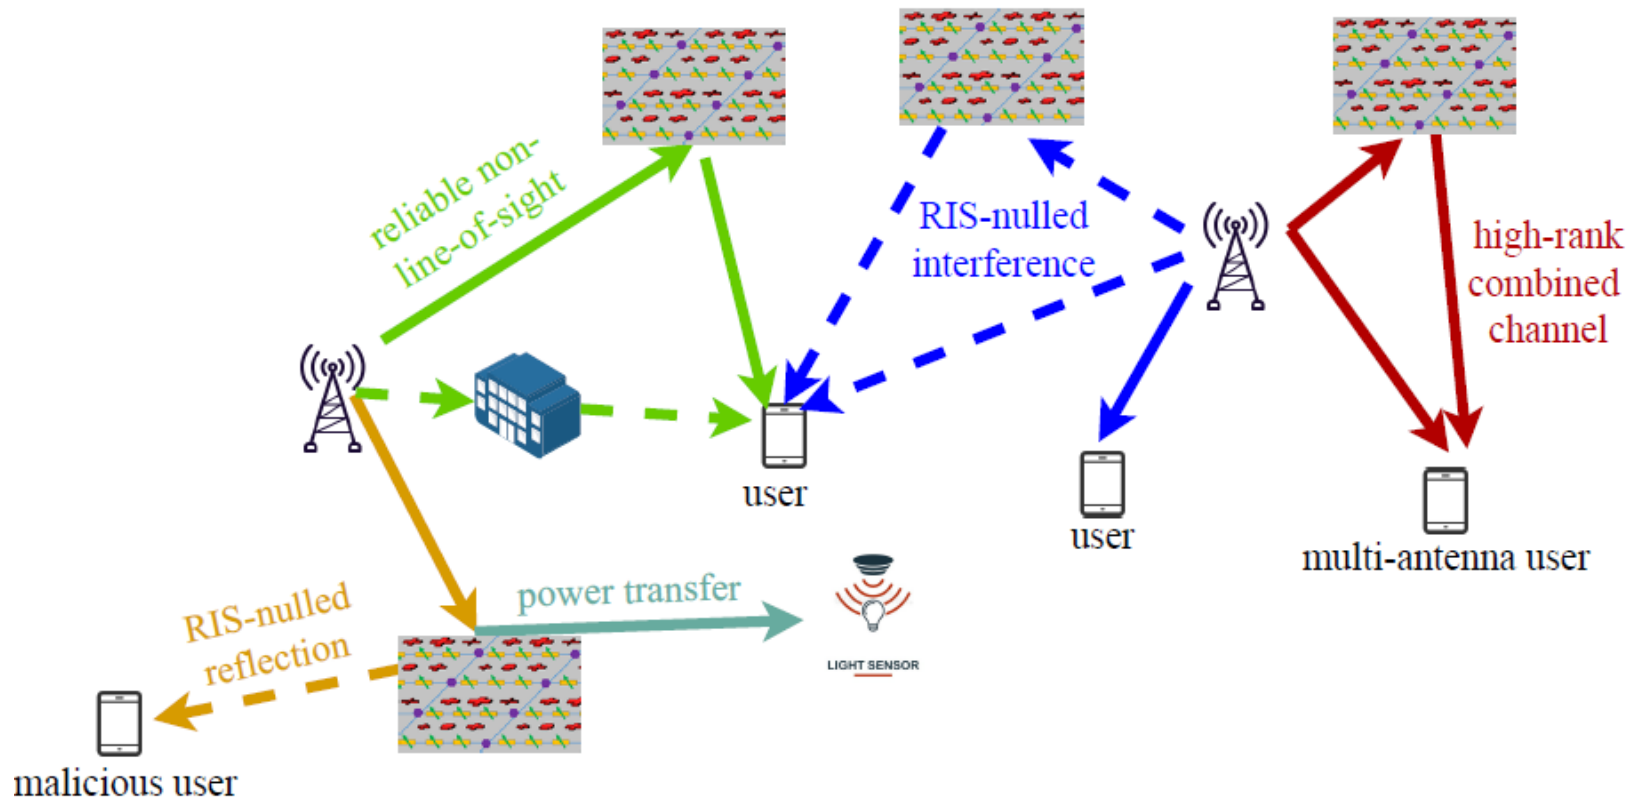 reliable non-
line-of-sight
RIS-nulled
interference
high-rank
combined
channel
user
user
multi-antenna user
power transfer
RIS-nulled
reflection
LIGHT SENSOR
malicious user